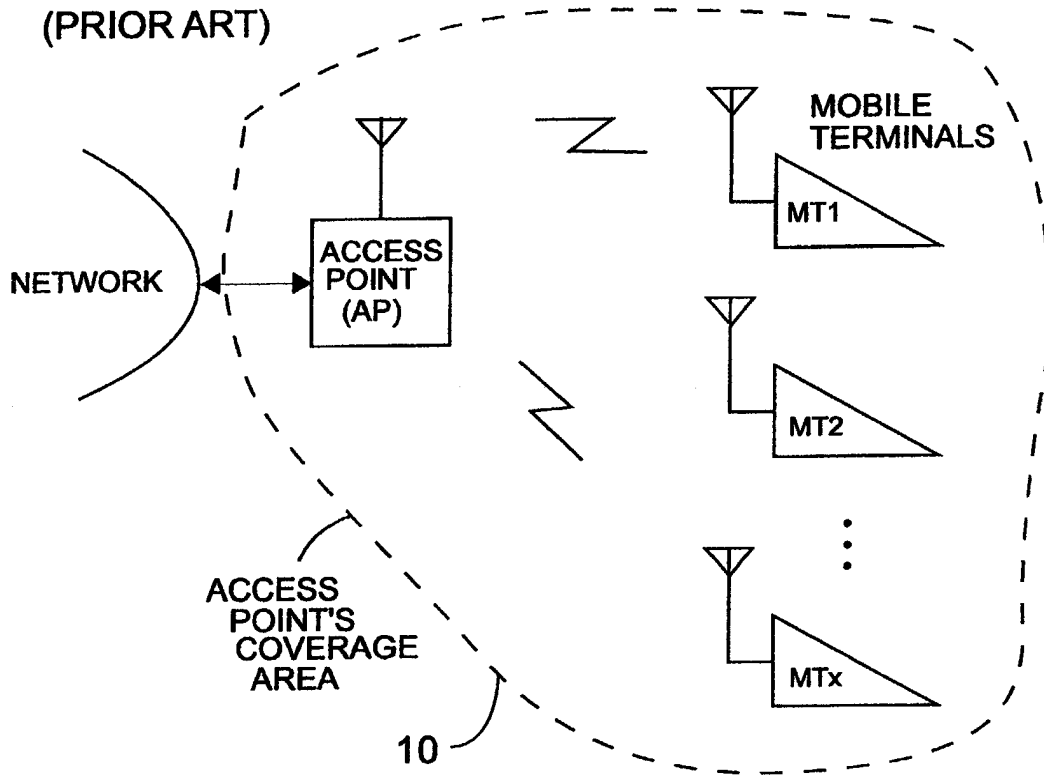 (PRIOR ART)
MOBILE
TERMINALS
MT1
ACCESS
POINT
(AP)
NETWORK
MT2
ACCESS
POINT'S
COVERAGE
AREA
MTx
10